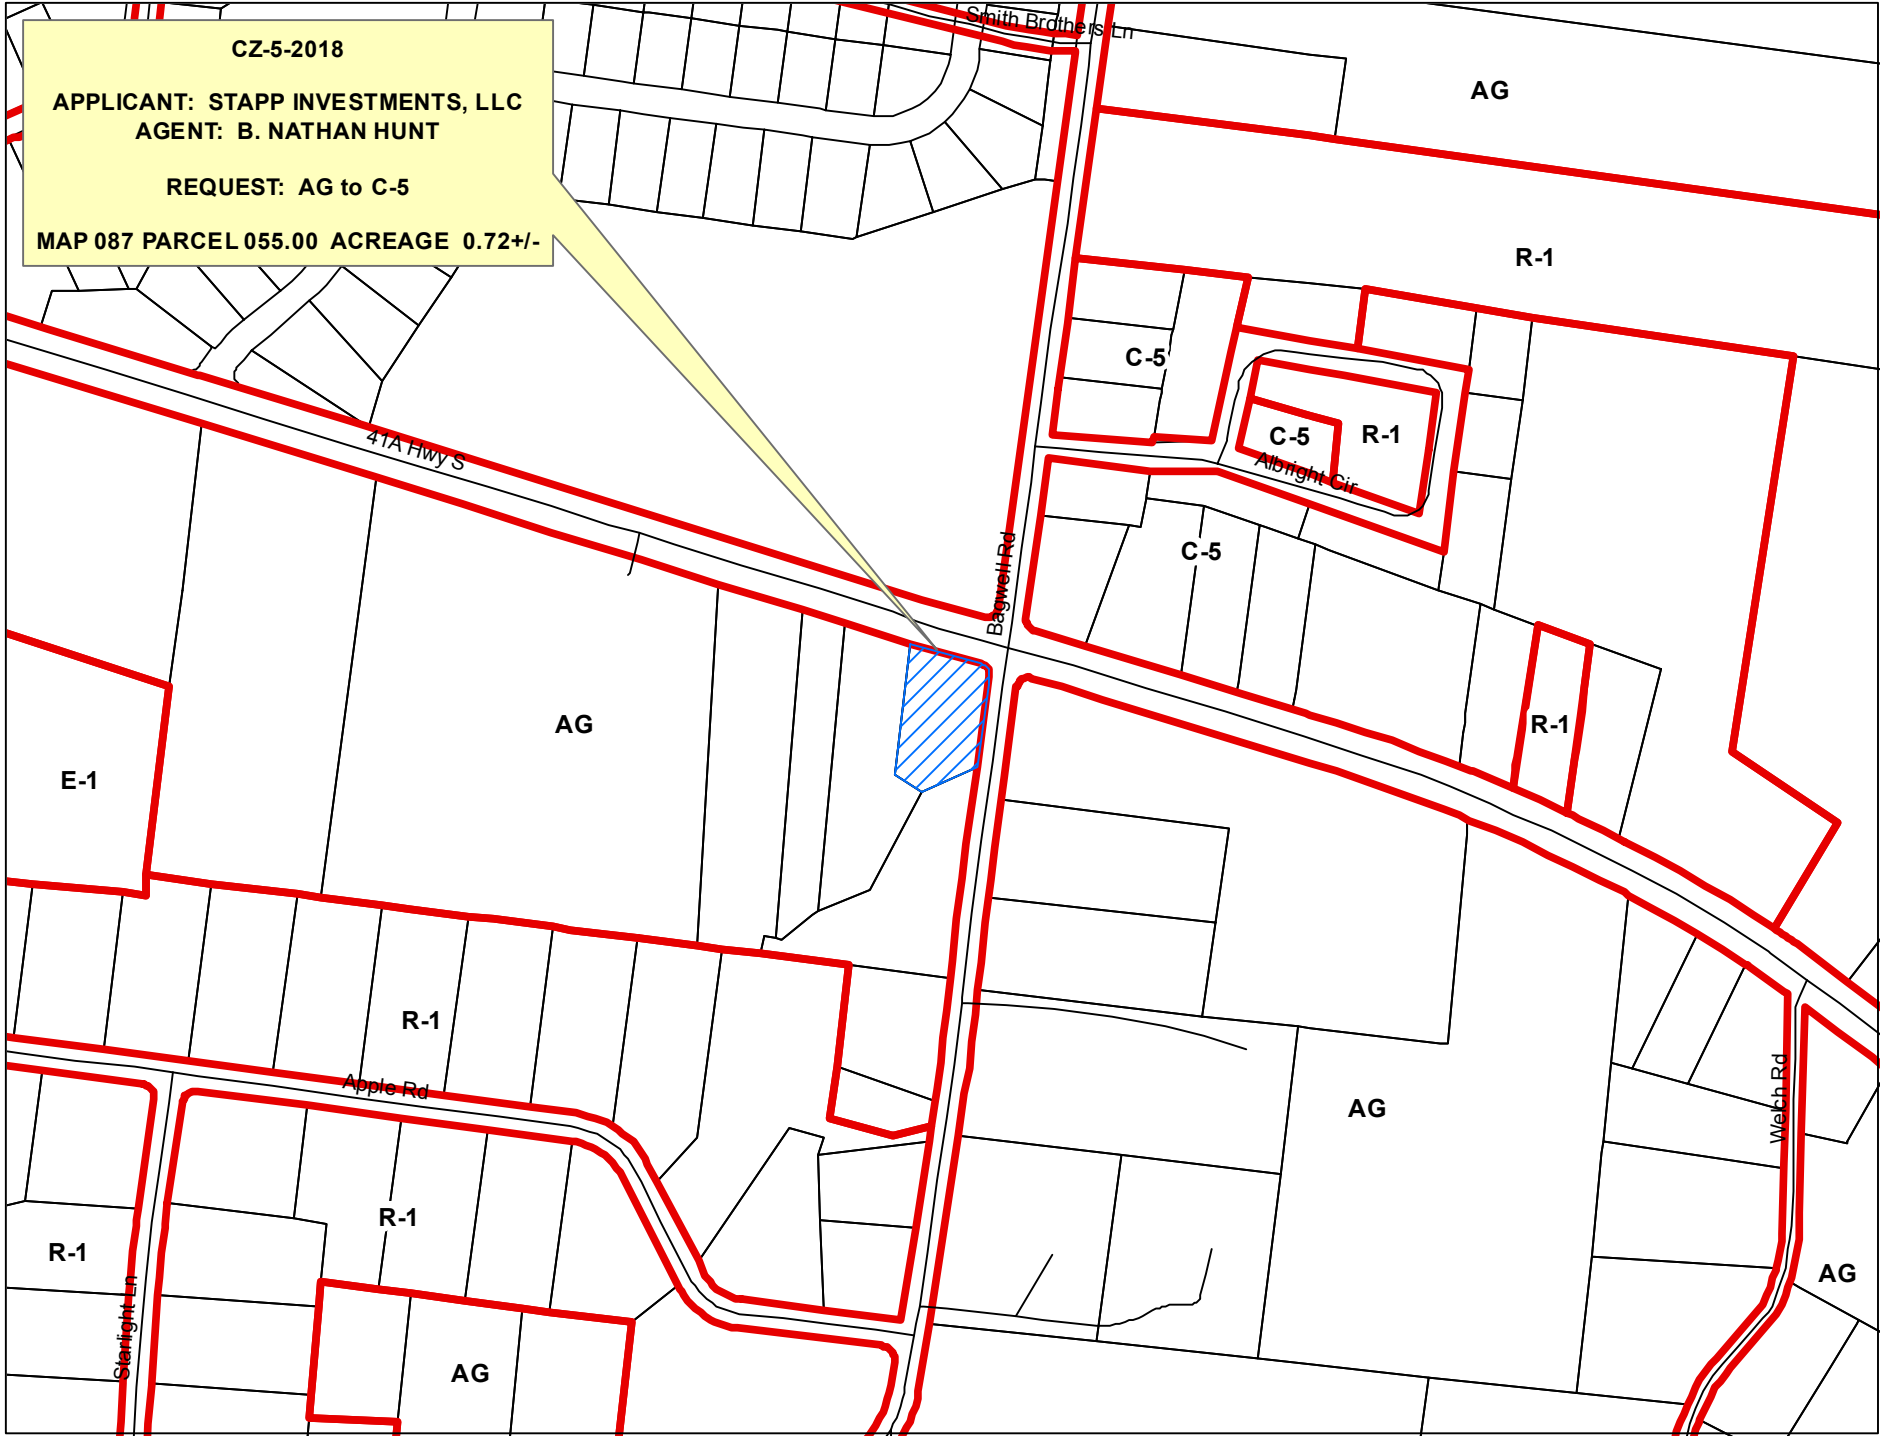 CZ-5-2018
APPLICANT: STAPP INVESTMENTS, LLC
AGENT: B. NATHAN HUNT
REQUEST: AG to C-5
MAP 087 PARCEL 055.00 ACREAGE 0.72+/-
Smith Brothers Ln
AG
R-1
C-5
C-5
R-1
Albright Cir
41A Hwy S
C-5
Bagwell Rd
AG
R-1
E-1
R-1
Apple Rd
AG
Welch Rd
R-1
R-1
AG
Starlight Ln
AG